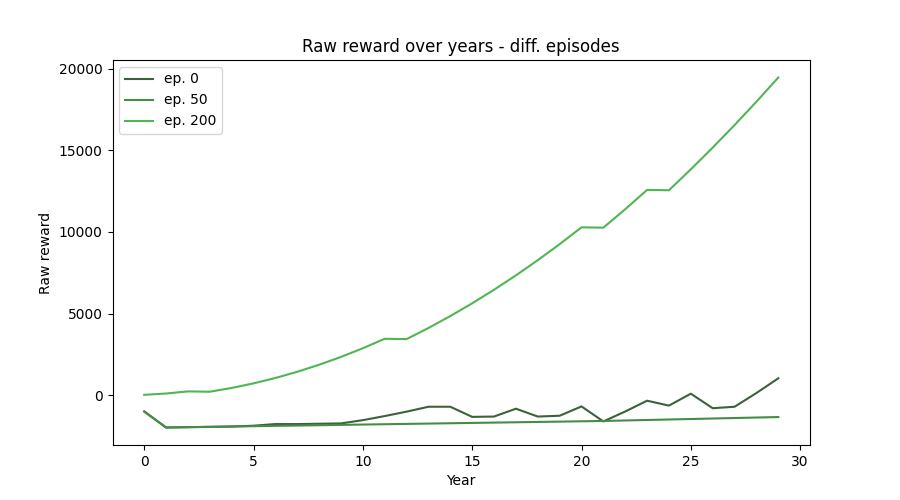 Raw reward over years - diff. episodes
ep. 0
ep. 50
ep. 200
20000
15000
10000
5000
0
Raw reward
0 5 10 15 20 25 30
Year